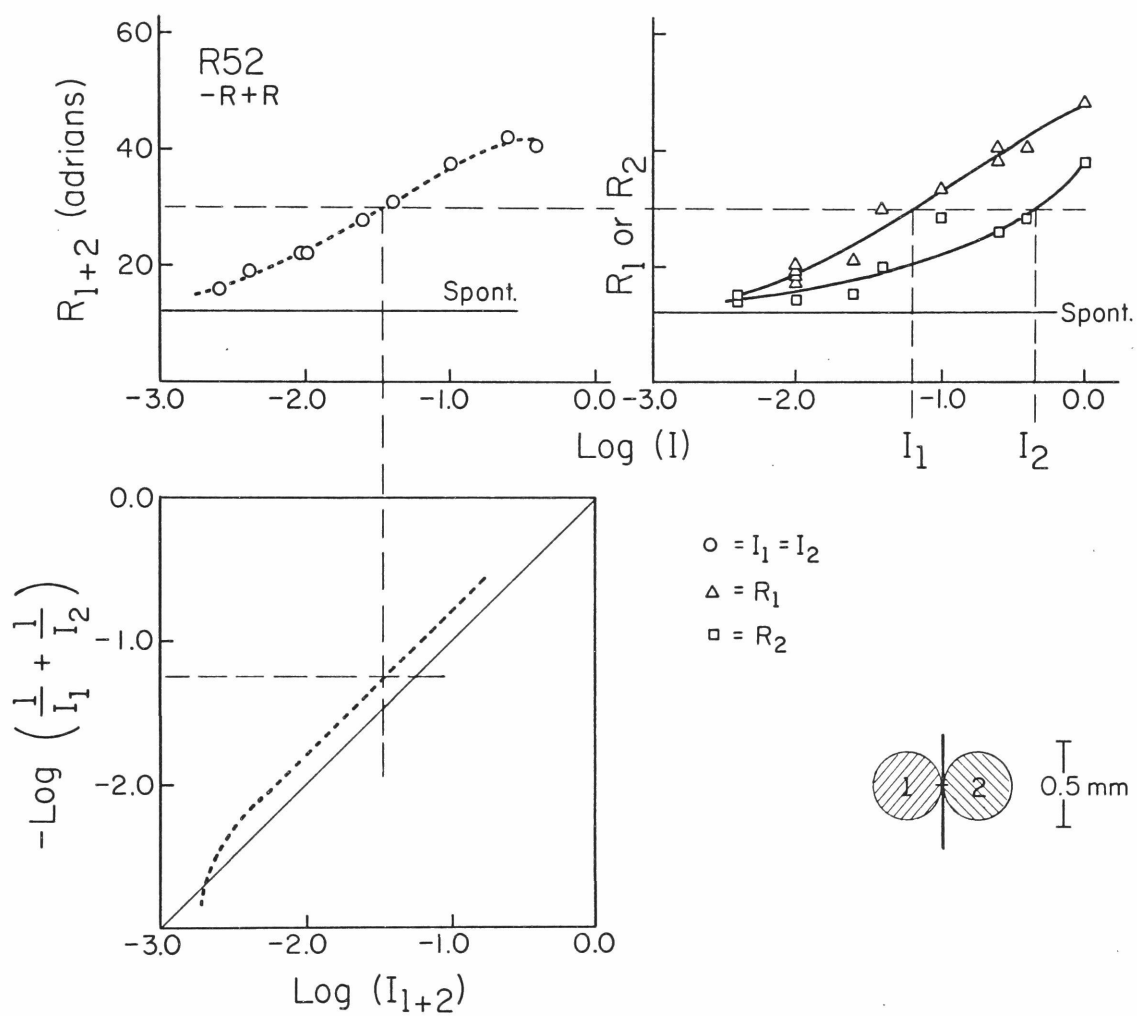 R52
-R+R
R1+2 (adrians)
60
40
20
Spont.
-3.0 -2.0 -1.0 0.0
R1 or R2
Spont.
-3.0 -2.0 -1.0 0.0
Log (I)
I1 I2
-Log (1/I1 + 1/I2)
0.0
-1.0
-2.0
-3.0 -2.0 -1.0 0.0
Log (I1+2)
○ = I1 = I2
△ = R1
□ = R2
1 2
0.5 mm